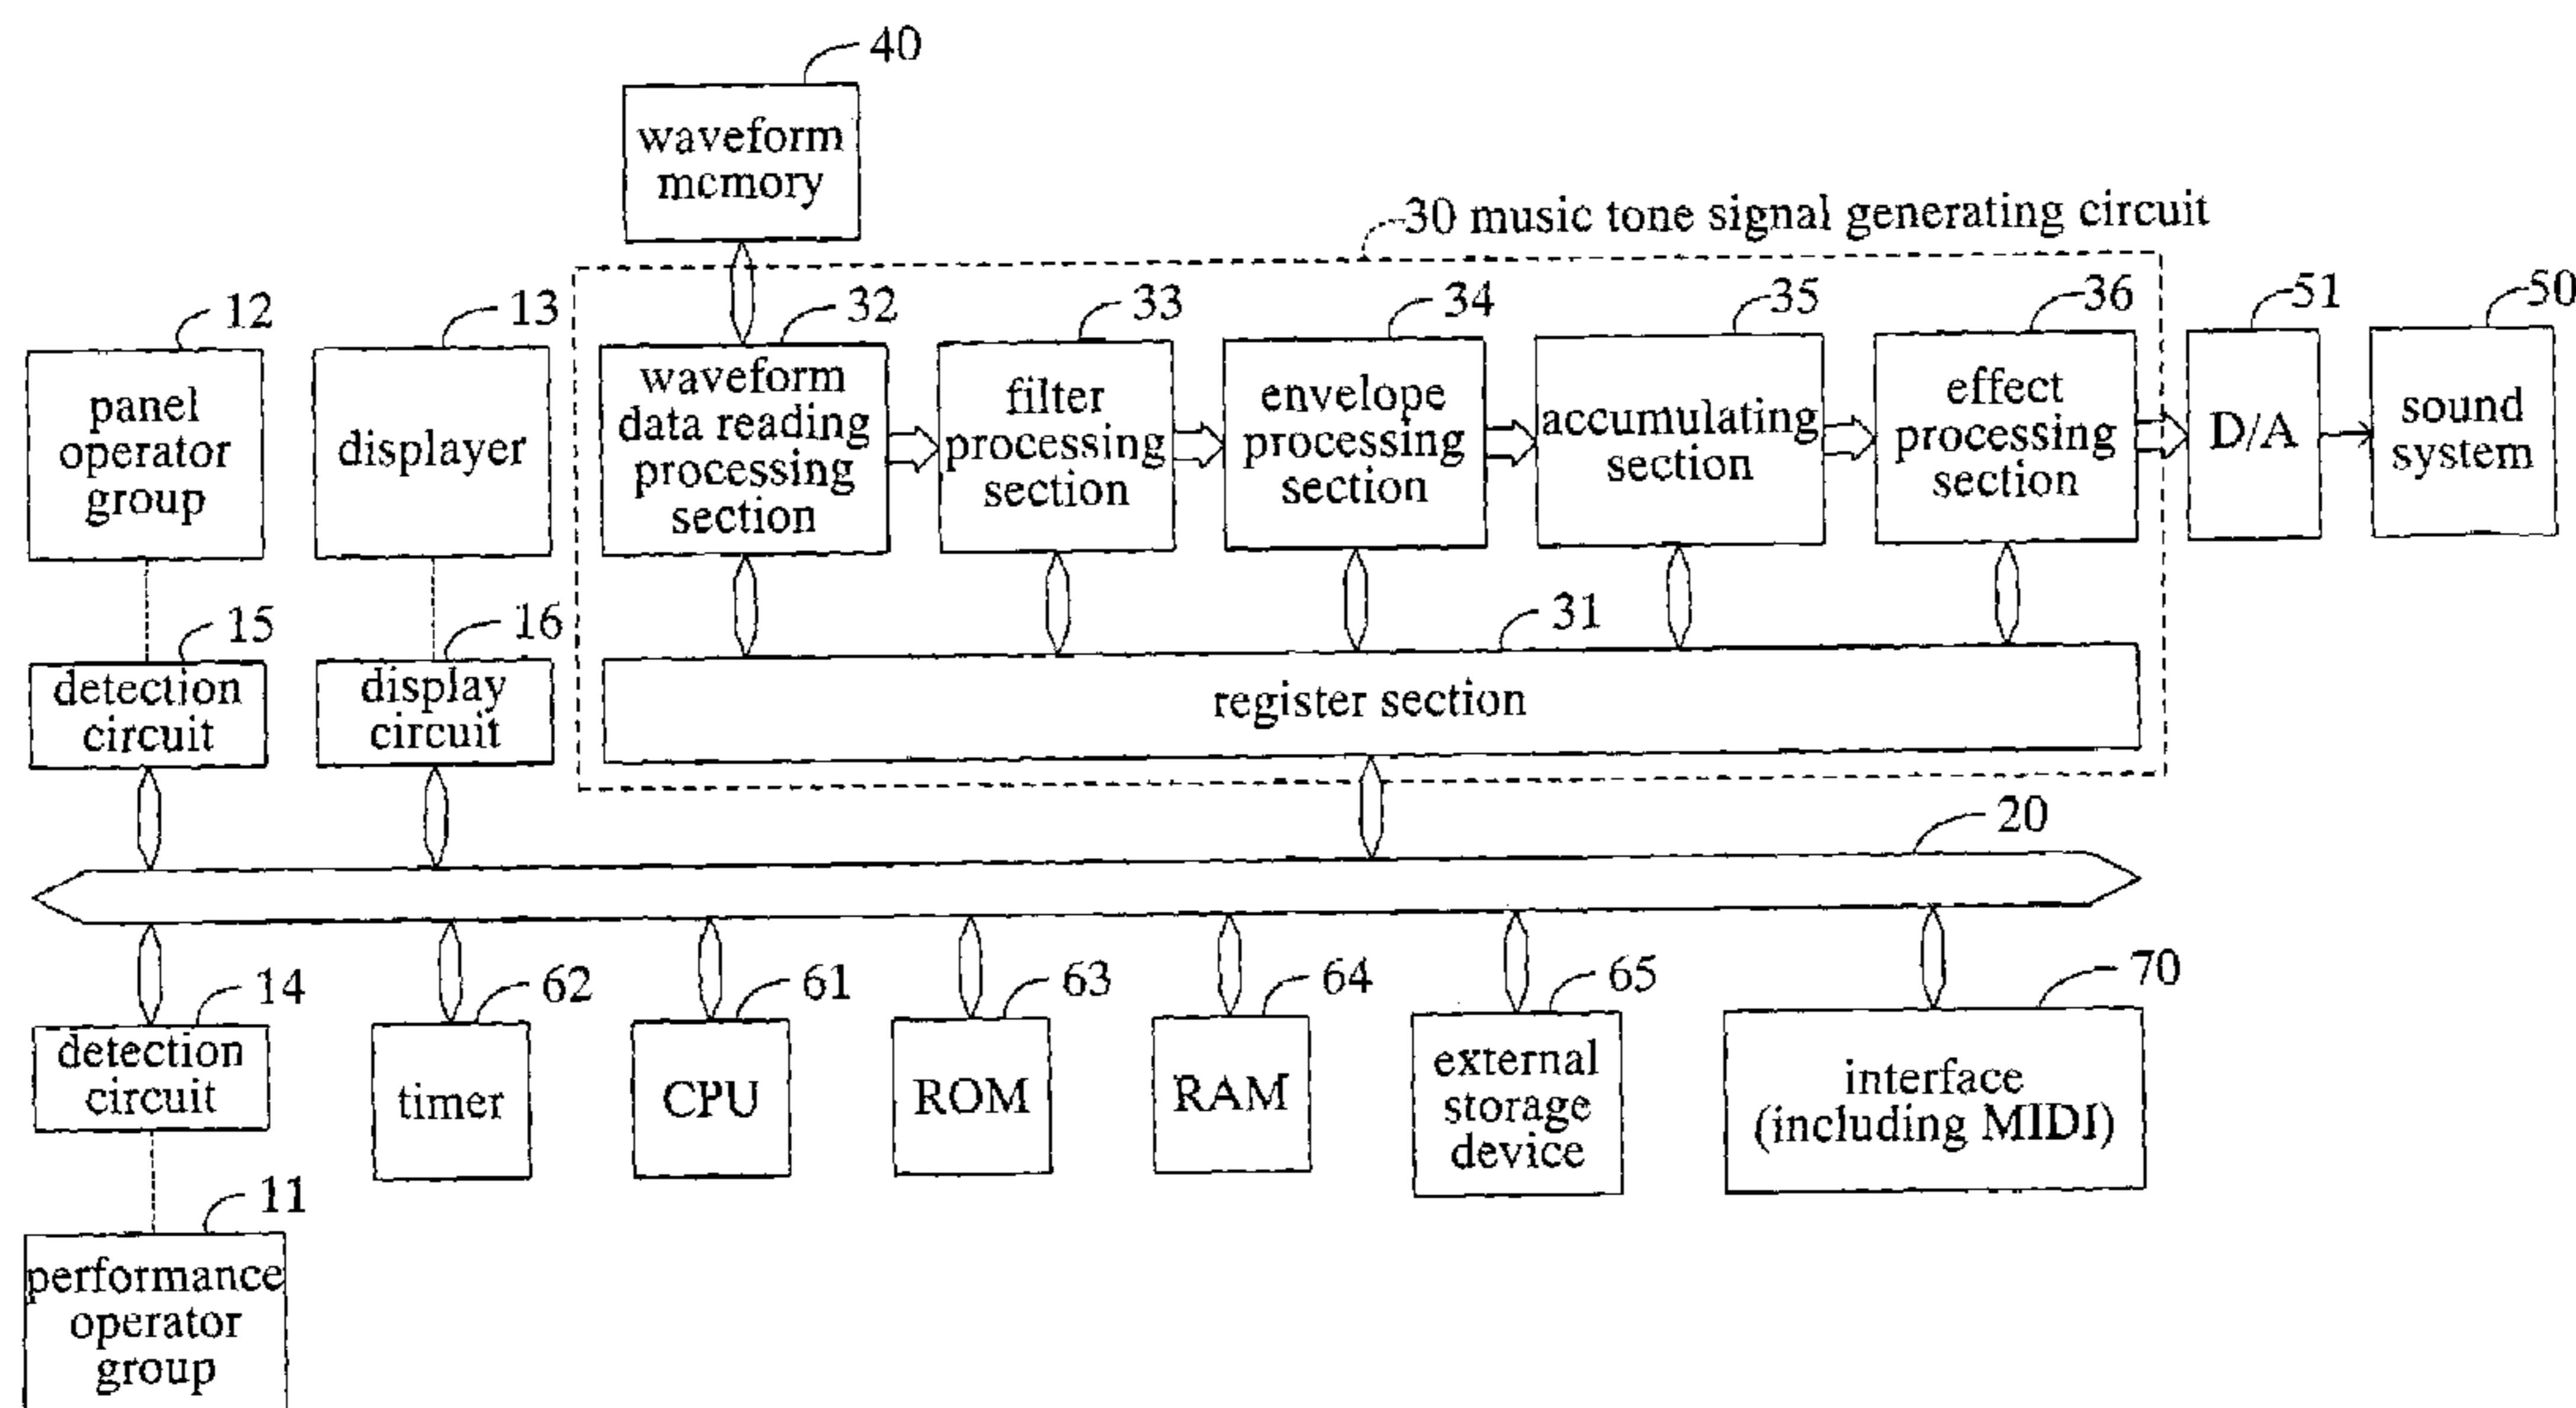 40
waveform
memory
30 music tone signal generating circuit
12
panel
operator
group
13
displayer
32
waveform
data reading
processing
section
33
filter
processing
section
34
envelope
processing
section
35
accumulating
section
36
effect
processing
section
51
D/A
50
sound
system
15
detection
circuit
16
display
circuit
31
register section
20
14
detection
circuit
62
timer
61
CPU
63
ROM
64
RAM
65
external
storage
device
70
interface
(including MIDI)
11
performance
operator
group